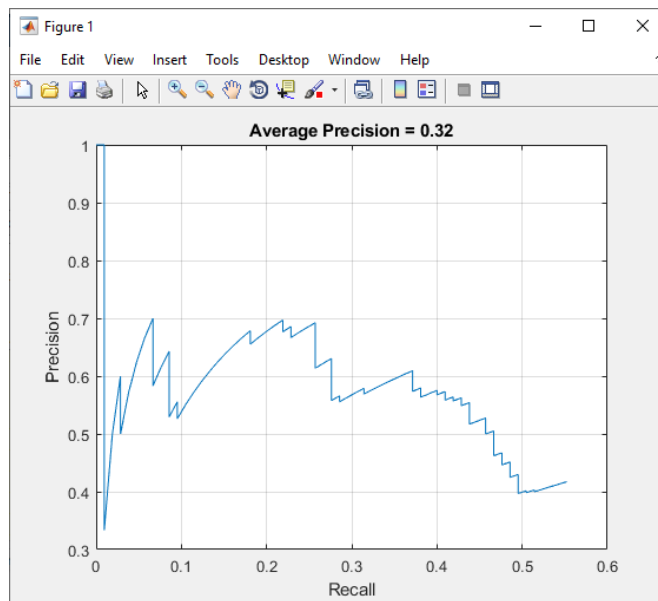 Figure 1
File Edit View Insert Tools Desktop Window Help
Average Precision = 0.32
1
0.9
0.8
0.7
0.6
0.5
0.4
0.3
Precision
0 0.1 0.2 0.3 0.4 0.5 0.6
Recall